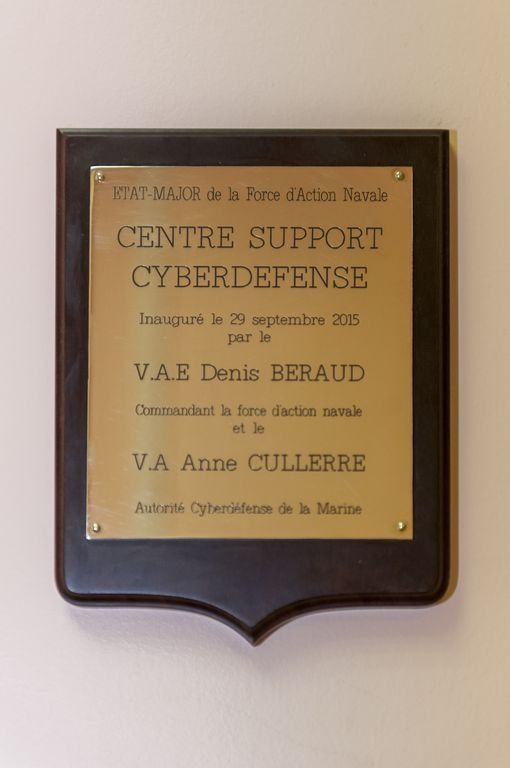 ETAT-MAJOR de la Force d'Action Navale
CENTRE SUPPORT
CYBERDEFENSE
Inauguré le 29 septembre 2015
par le
V.A.E Denis BERAUD
Commandant la force d'action navale
et le
V.A Anne CULLERRE
Autorité Cyberdéfense de la Marine